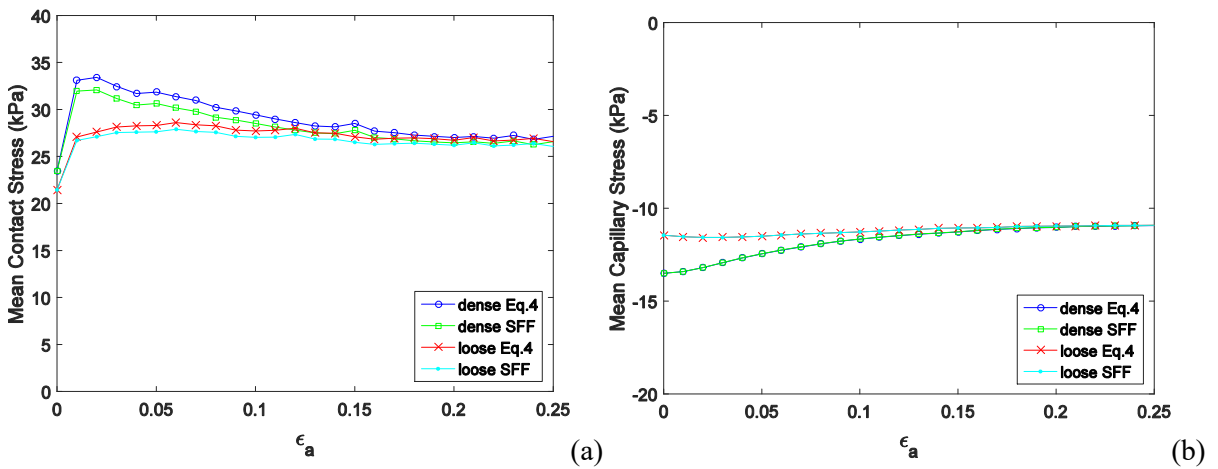 40
35
30
25
20
15
10
5
0
Mean Contact Stress (kPa)
0 0.05 0.1 0.15 0.2 0.25
ϵa
dense Eq.4
dense SFF
loose Eq.4
loose SFF
(a)
0
-5
-10
-15
-20
Mean Capillary Stress (kPa)
0 0.05 0.1 0.15 0.2 0.25
ϵa
dense Eq.4
dense SFF
loose Eq.4
loose SFF
(b)